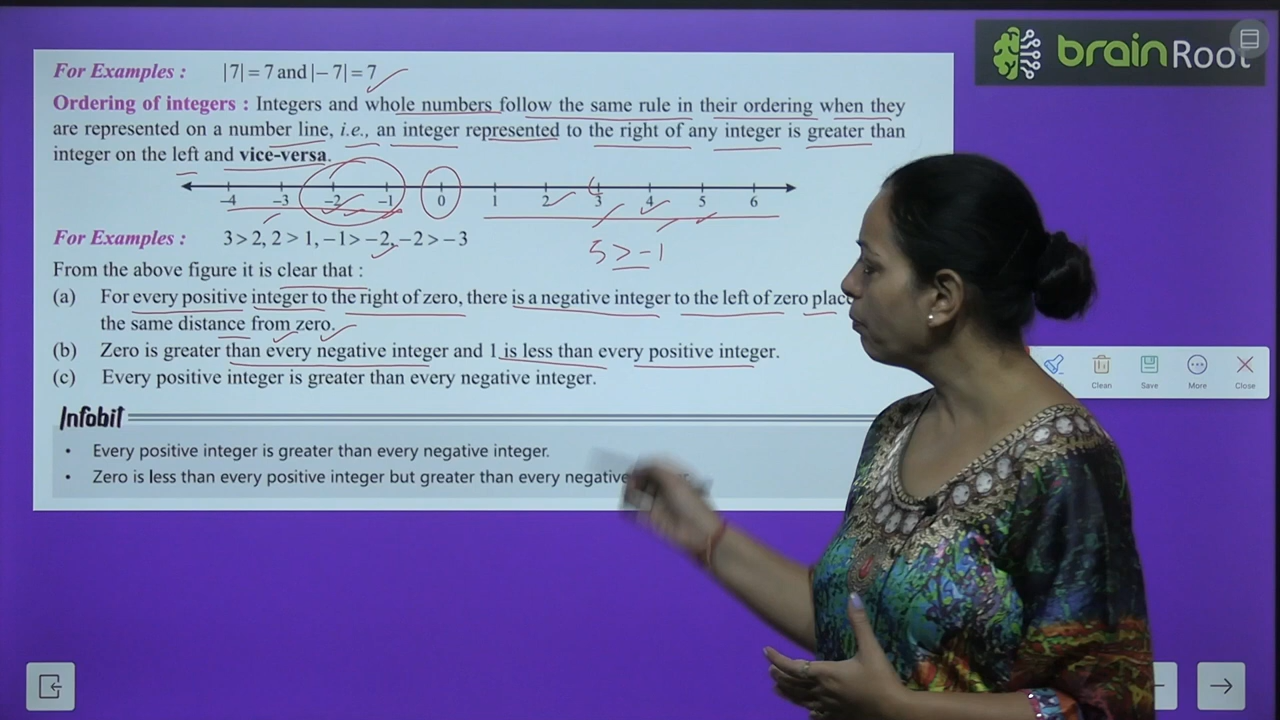 For Examples : |7| = 7 and |– 7| = 7
brainRoot
Ordering of integers : Integers and whole numbers follow the same rule in their ordering when they
are represented on a number line, i.e., an integer represented to the right of any integer is greater than
integer on the left and vice-versa.
–4 –3 –2 –1 0 1 2 3 4 5 6
For Examples : 3 > 2, 2 > 1, –1 > –2, –2 > – 3
5 > –1
From the above figure it is clear that :
(a) For every positive integer to the right of zero, there is a negative integer to the left of zero
the same distance from zero.
(b) Zero is greater than every negative integer and 1 is less than every positive integer.
(c) Every positive integer is greater than every negative integer.
Clean Save More Close
Infobit
• Every positive integer is greater than every negative integer.
• Zero is less than every positive integer but greater than every negative